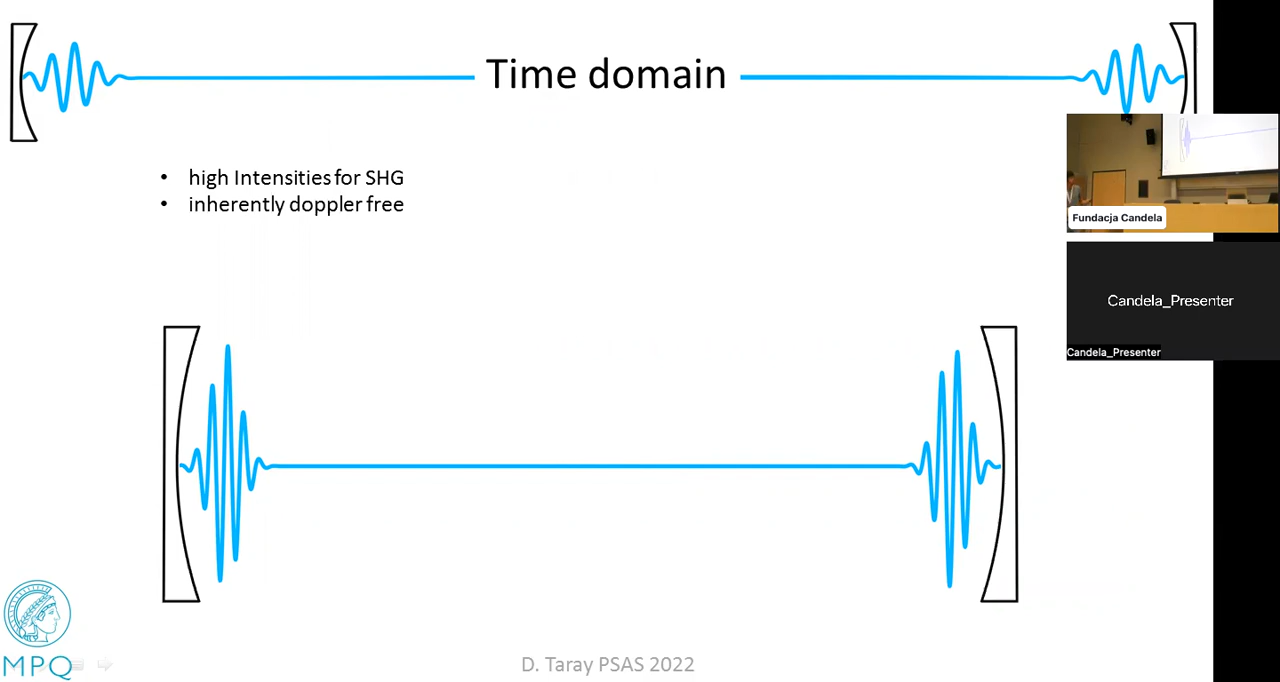 Time domain
• high Intensities for SHG
• inherently doppler free
Fundacja Candela
Candela_Presenter
Candela_Presenter
MPQ
D. Taray PSAS 2022